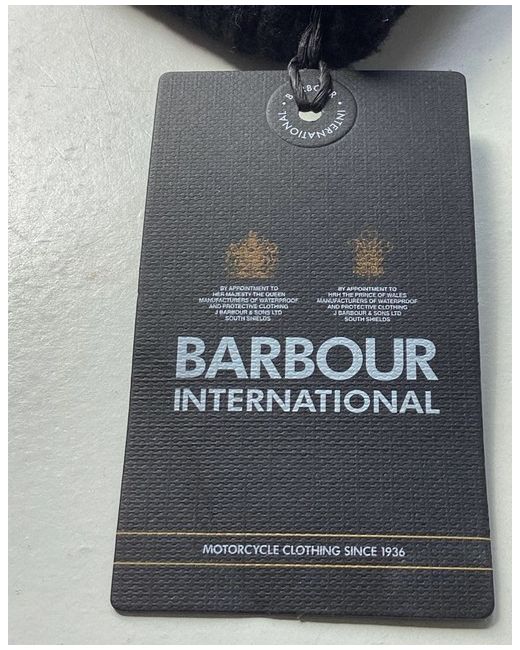 BARBOUR
• INTERNATIONAL •
BY APPOINTMENT TO
HER MAJESTY THE QUEEN
MANUFACTURERS OF WATERPROOF
AND PROTECTIVE CLOTHING
J BARBOUR & SONS LTD
SOUTH SHIELDS
BY APPOINTMENT TO
HRH THE PRINCE OF WALES
MANUFACTURERS OF WATERPROOF
AND PROTECTIVE CLOTHING
J BARBOUR & SONS LTD
SOUTH SHIELDS
BARBOUR
INTERNATIONAL
MOTORCYCLE CLOTHING SINCE 1936